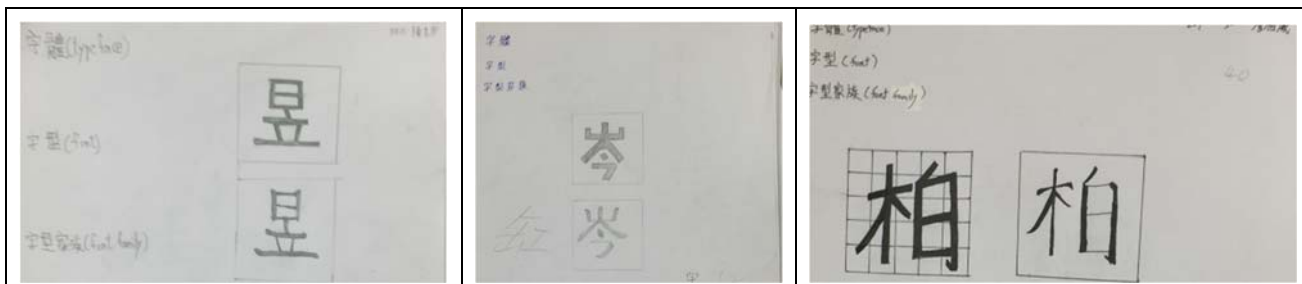 字體(typeface)
昱
字型(font)
昱
字型家族(font family)
字體
字型
字型家族
岑
岑
字體(typeface)
字型(font)
40
字型家族(font family)
柏
柏